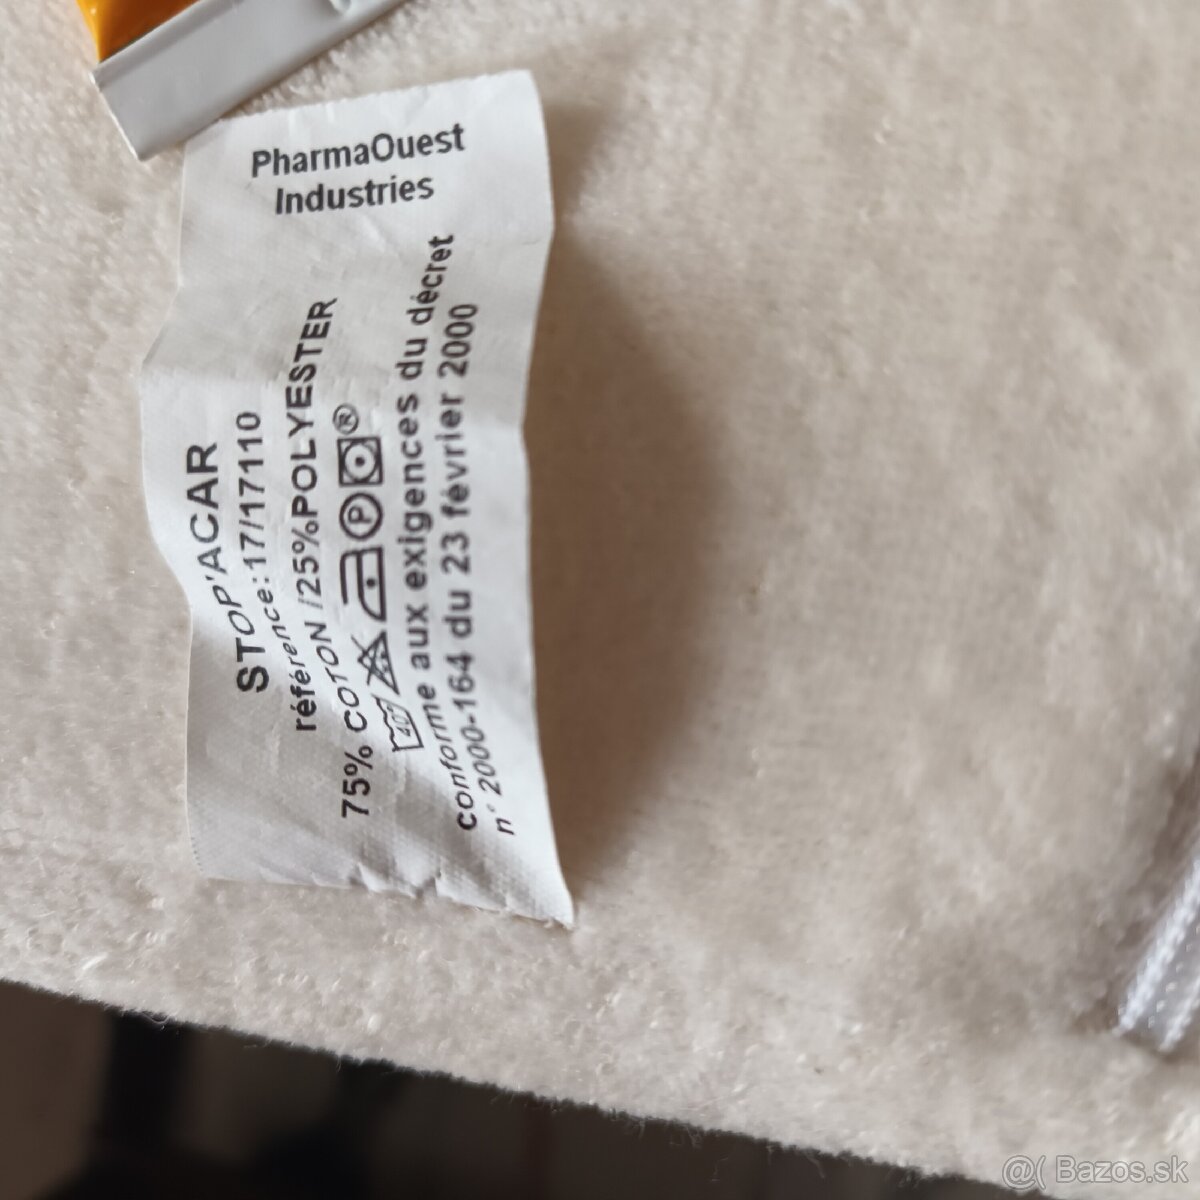 PharmaOuest
Industries
STOP'ACAR
référence:17/17110
75% COTON /25%POLYESTER
40 P ®
conforme aux exigences du décret
n° 2000-164 du 23 février 2000
@( Bazos.sk